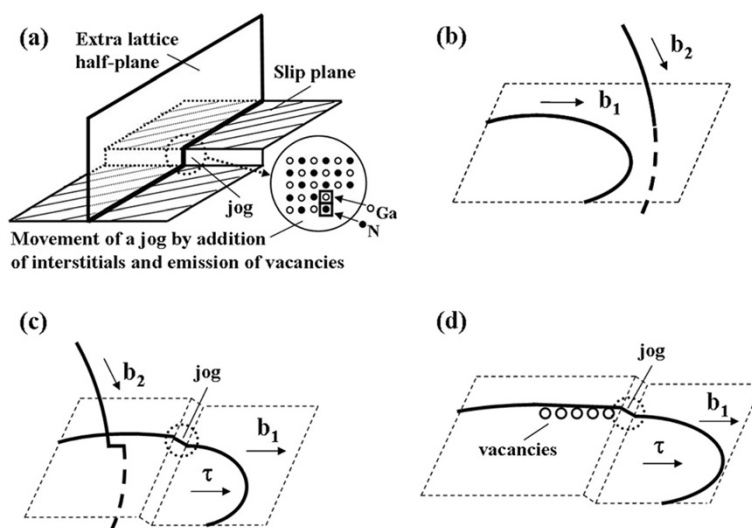 (a)
Extra lattice
half-plane
Slip plane
jog
Ga
N
Movement of a jog by addition
of interstitials and emission of vacancies
(b)
b₂
b₁
(c)
b₂
jog
b₁
τ
(d)
jog
b₁
vacancies
τ